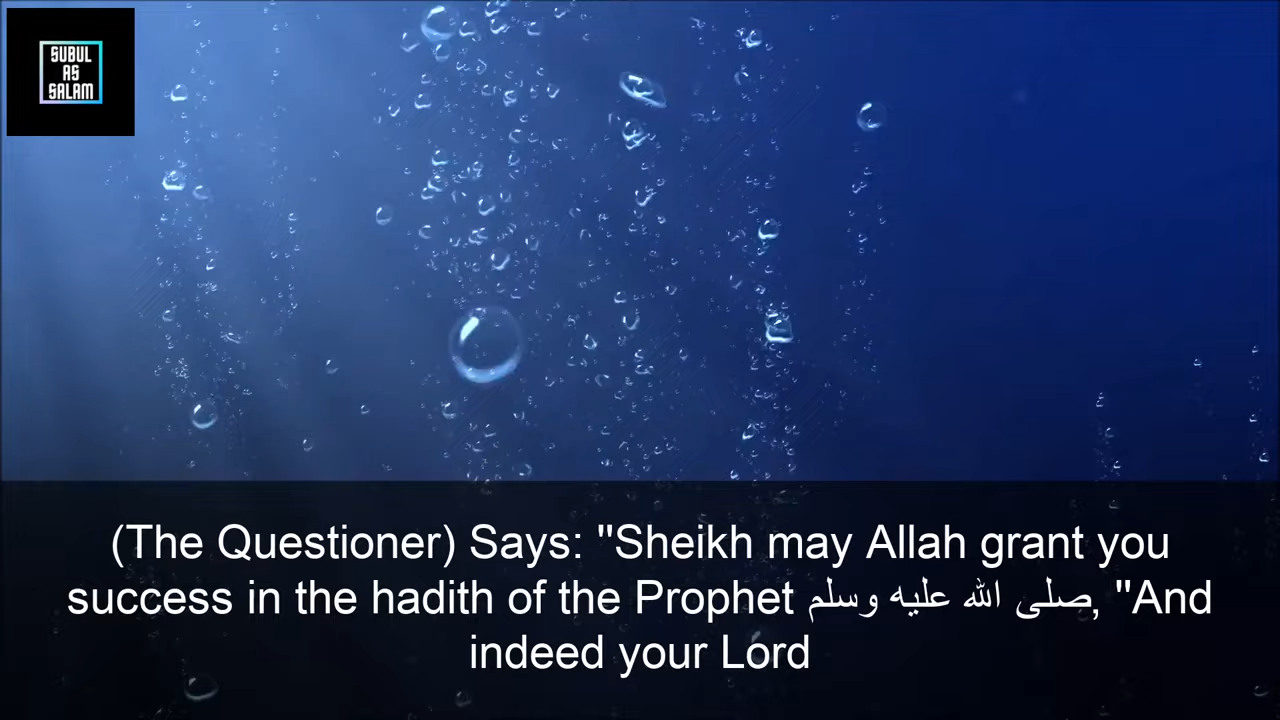 SUBUL
AS
SALAM
(The Questioner) Says: "Sheikh may Allah grant you
success in the hadith of the Prophet صلى الله عليه وسلم, "And
indeed your Lord